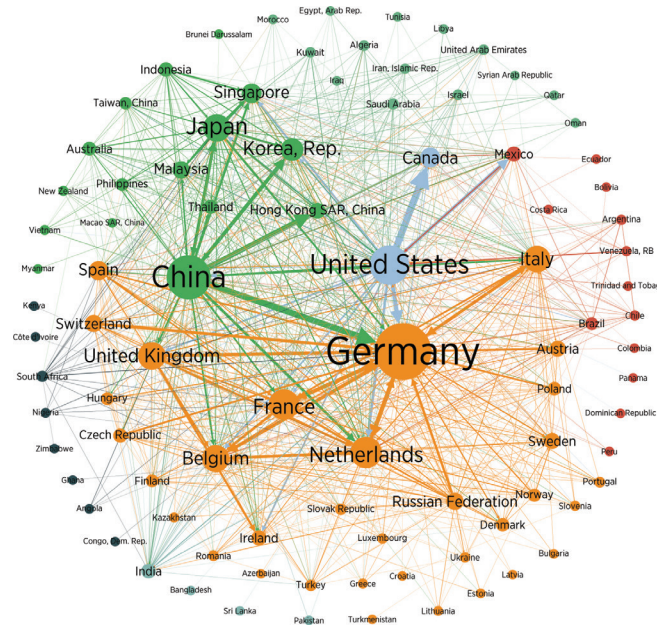 Egypt, Arab Rep.
Tunisia
Morocco
Libya
Brunei Darussalam
Kuwait
Algeria
United Arab Emirates
Indonesia
Iraq
Iran, Islamic Rep.
Syrian Arab Republic
Singapore
Taiwan, China
Saudi Arabia
Israel
Qatar
Japan
Oman
Australia
Korea, Rep.
Malaysia
Canada
Mexico
Ecuador
New Zealand
Philippines
Bolivia
Thailand
Hong Kong SAR, China
Costa Rica
Argentina
Macao SAR, China
Vietnam
Venezuela, RB
Myanmar
Spain
China
United States
Italy
Trinidad and Tobag
Kenya
Chile
Switzerland
Brazil
Côte d'Ivoire
United Kingdom
Germany
Austria
Colombia
South Africa
Panama
Hungary
Poland
Nigeria
France
Dominican Republic
Czech Republic
Sweden
Zimbabwe
Belgium
Netherlands
Peru
Ghana
Finland
Portugal
Angola
Russian Federation
Norway
Slovenia
Kazakhstan
Slovak Republic
Denmark
Congo, Dem. Rep.
Ireland
Luxembourg
Romania
Ukraine
Bulgaria
India
Azerbaijan
Latvia
Bangladesh
Turkey
Greece
Croatia
Estonia
Sri Lanka
Pakistan
Turkmenistan
Lithuania